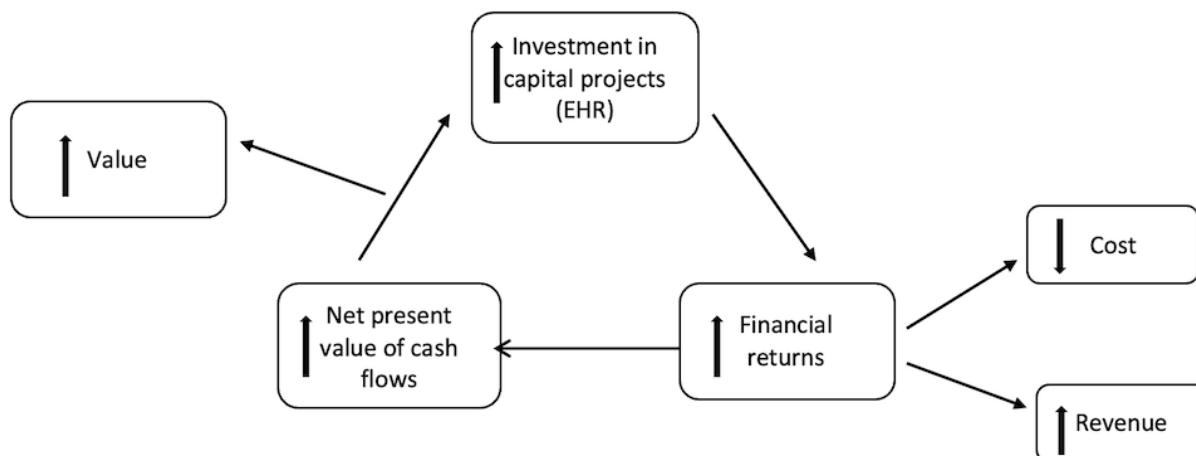 Investment in
capital projects
(EHR)
Value
Cost
Net present
value of cash
flows
Financial
returns
Revenue